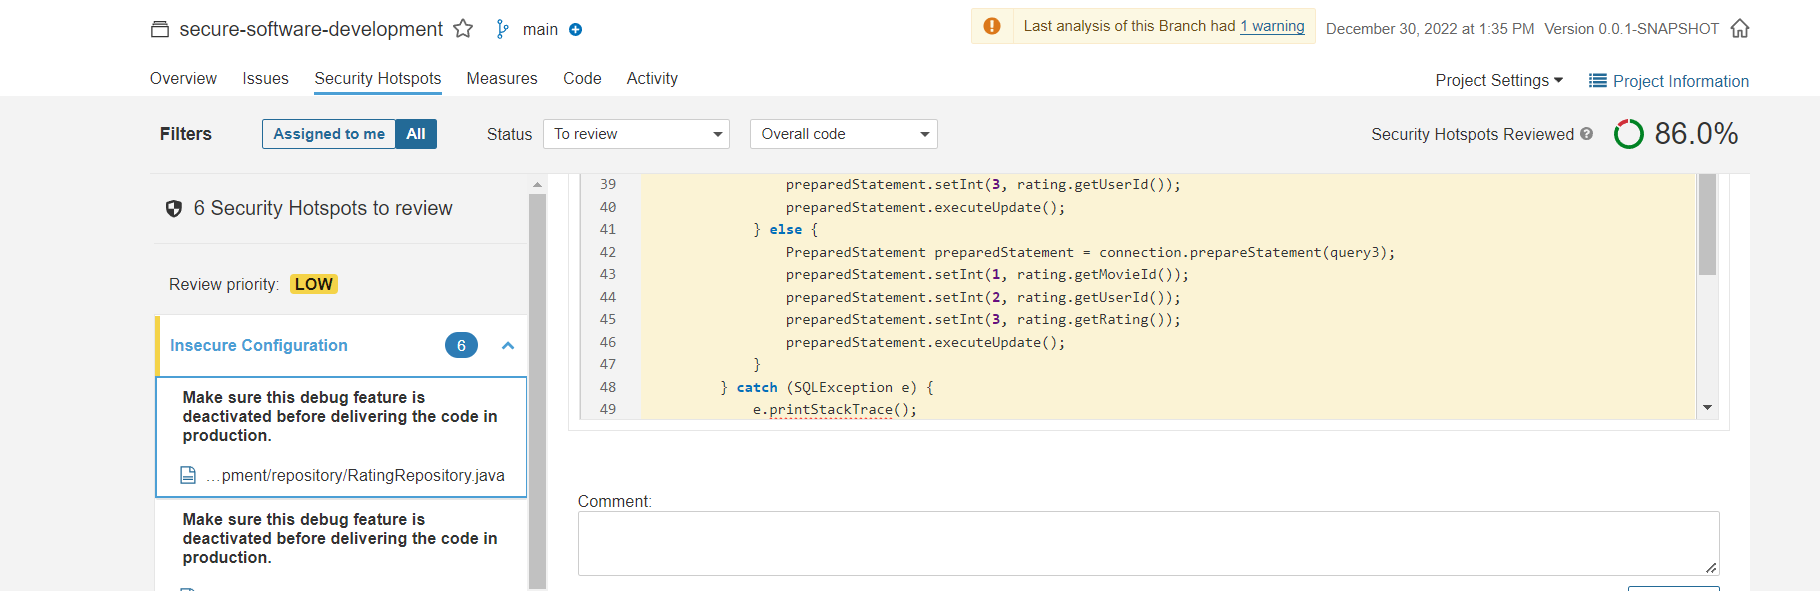 secure-software-development main
Last analysis of this Branch had 1 warning December 30, 2022 at 1:35 PM Version 0.0.1-SNAPSHOT
Overview Issues Security Hotspots Measures Code Activity
Project Settings Project Information
Filters Assigned to me All Status To review Overall code Security Hotspots Reviewed ? 86.0%
6 Security Hotspots to review
Review priority: LOW
Insecure Configuration 6
Make sure this debug feature is
deactivated before delivering the code in
production.
...pment/repository/RatingRepository.java
Make sure this debug feature is
deactivated before delivering the code in
production.
39 preparedStatement.setInt(3, rating.getUserId());
40 preparedStatement.executeUpdate();
41 } else {
42 PreparedStatement preparedStatement = connection.prepareStatement(query3);
43 preparedStatement.setInt(1, rating.getMovieId());
44 preparedStatement.setInt(2, rating.getUserId());
45 preparedStatement.setInt(3, rating.getRating());
46 preparedStatement.executeUpdate();
47 }
48 } catch (SQLException e) {
49 e.printStackTrace();
Comment: